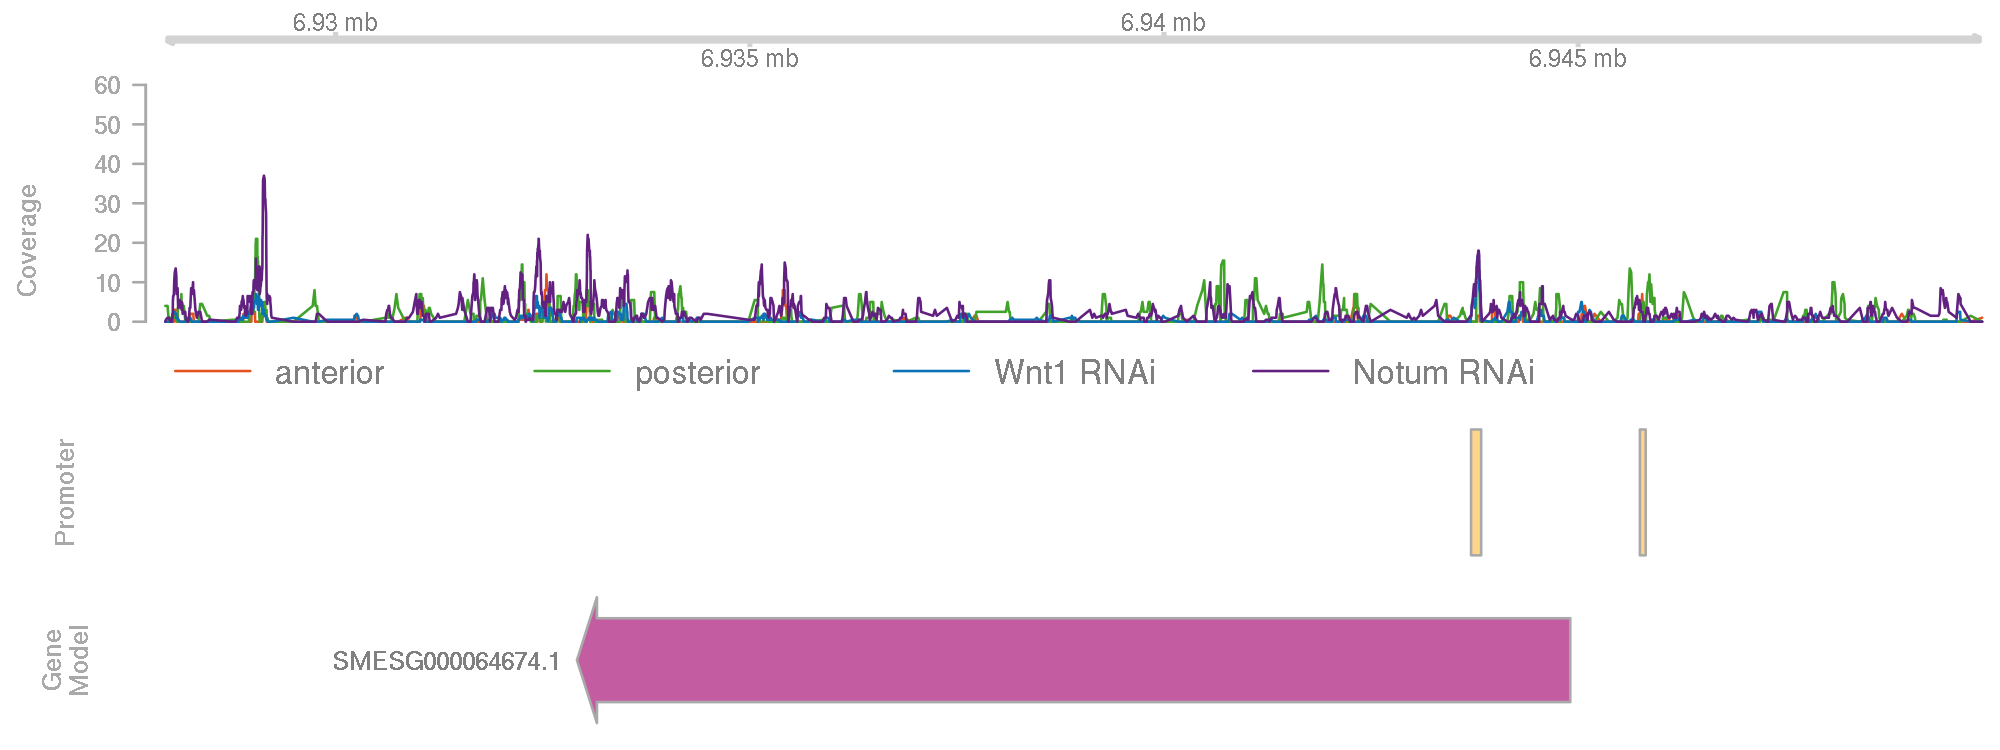 6.93 mb
6.94 mb
6.935 mb
6.945 mb
Coverage
60
50
40
30
20
10
0
anterior
posterior
Wnt1 RNAi
Notum RNAi
Promoter
Gene
Model
SMESG000064674.1